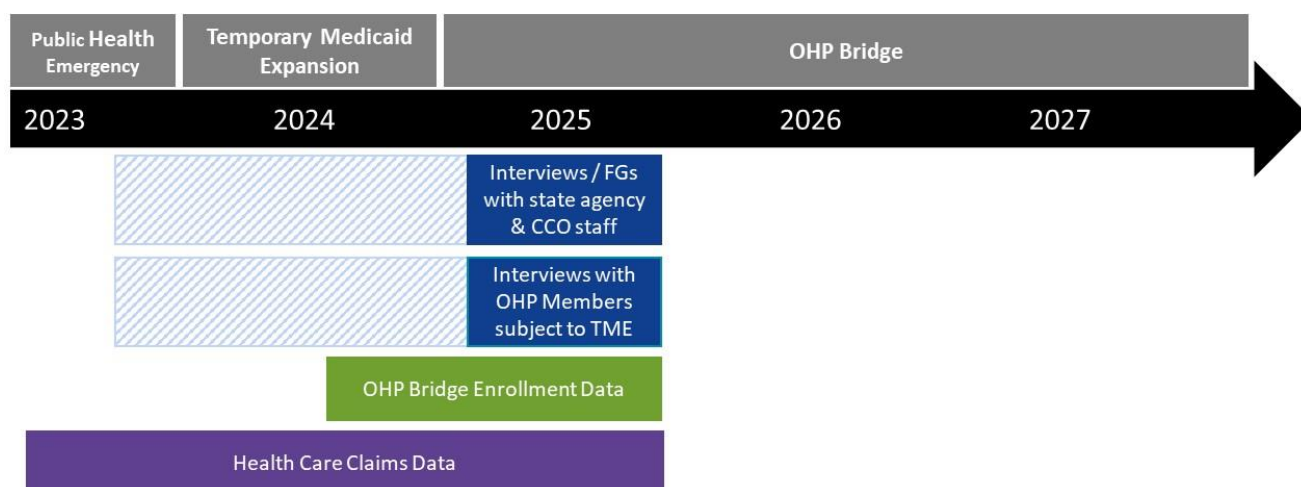 Public Health
Emergency
Temporary Medicaid
Expansion
OHP Bridge
2023
2024
2025
2026
2027
Interviews / FGs
with state agency
& CCO staff
Interviews with
OHP Members
subject to TME
OHP Bridge Enrollment Data
Health Care Claims Data